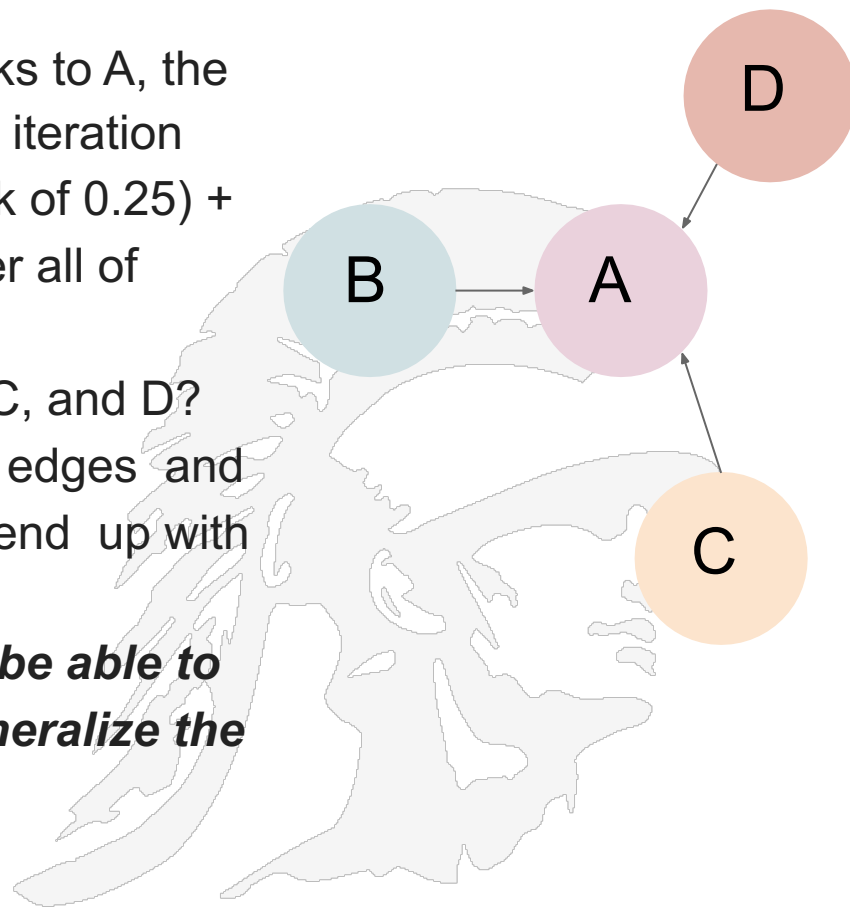 ks to A, the
iteration
k of 0.25) +
er all of
C, and D?
edges and
end up with
be able to
neralize the
D
B
A
C